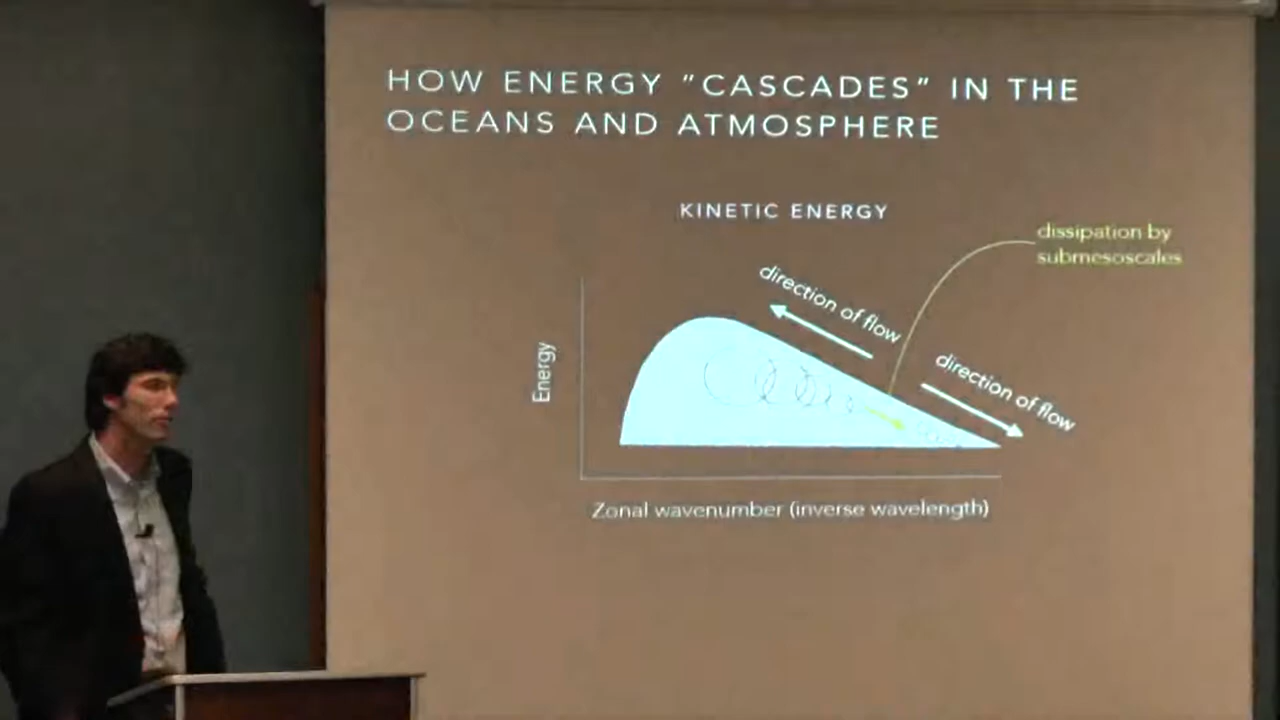 HOW ENERGY "CASCADES" IN THE
OCEANS AND ATMOSPHERE
KINETIC ENERGY
dissipation by
submesoscales
direction of flow
direction of flow
Energy
Zonal wavenumber (inverse wavelength)